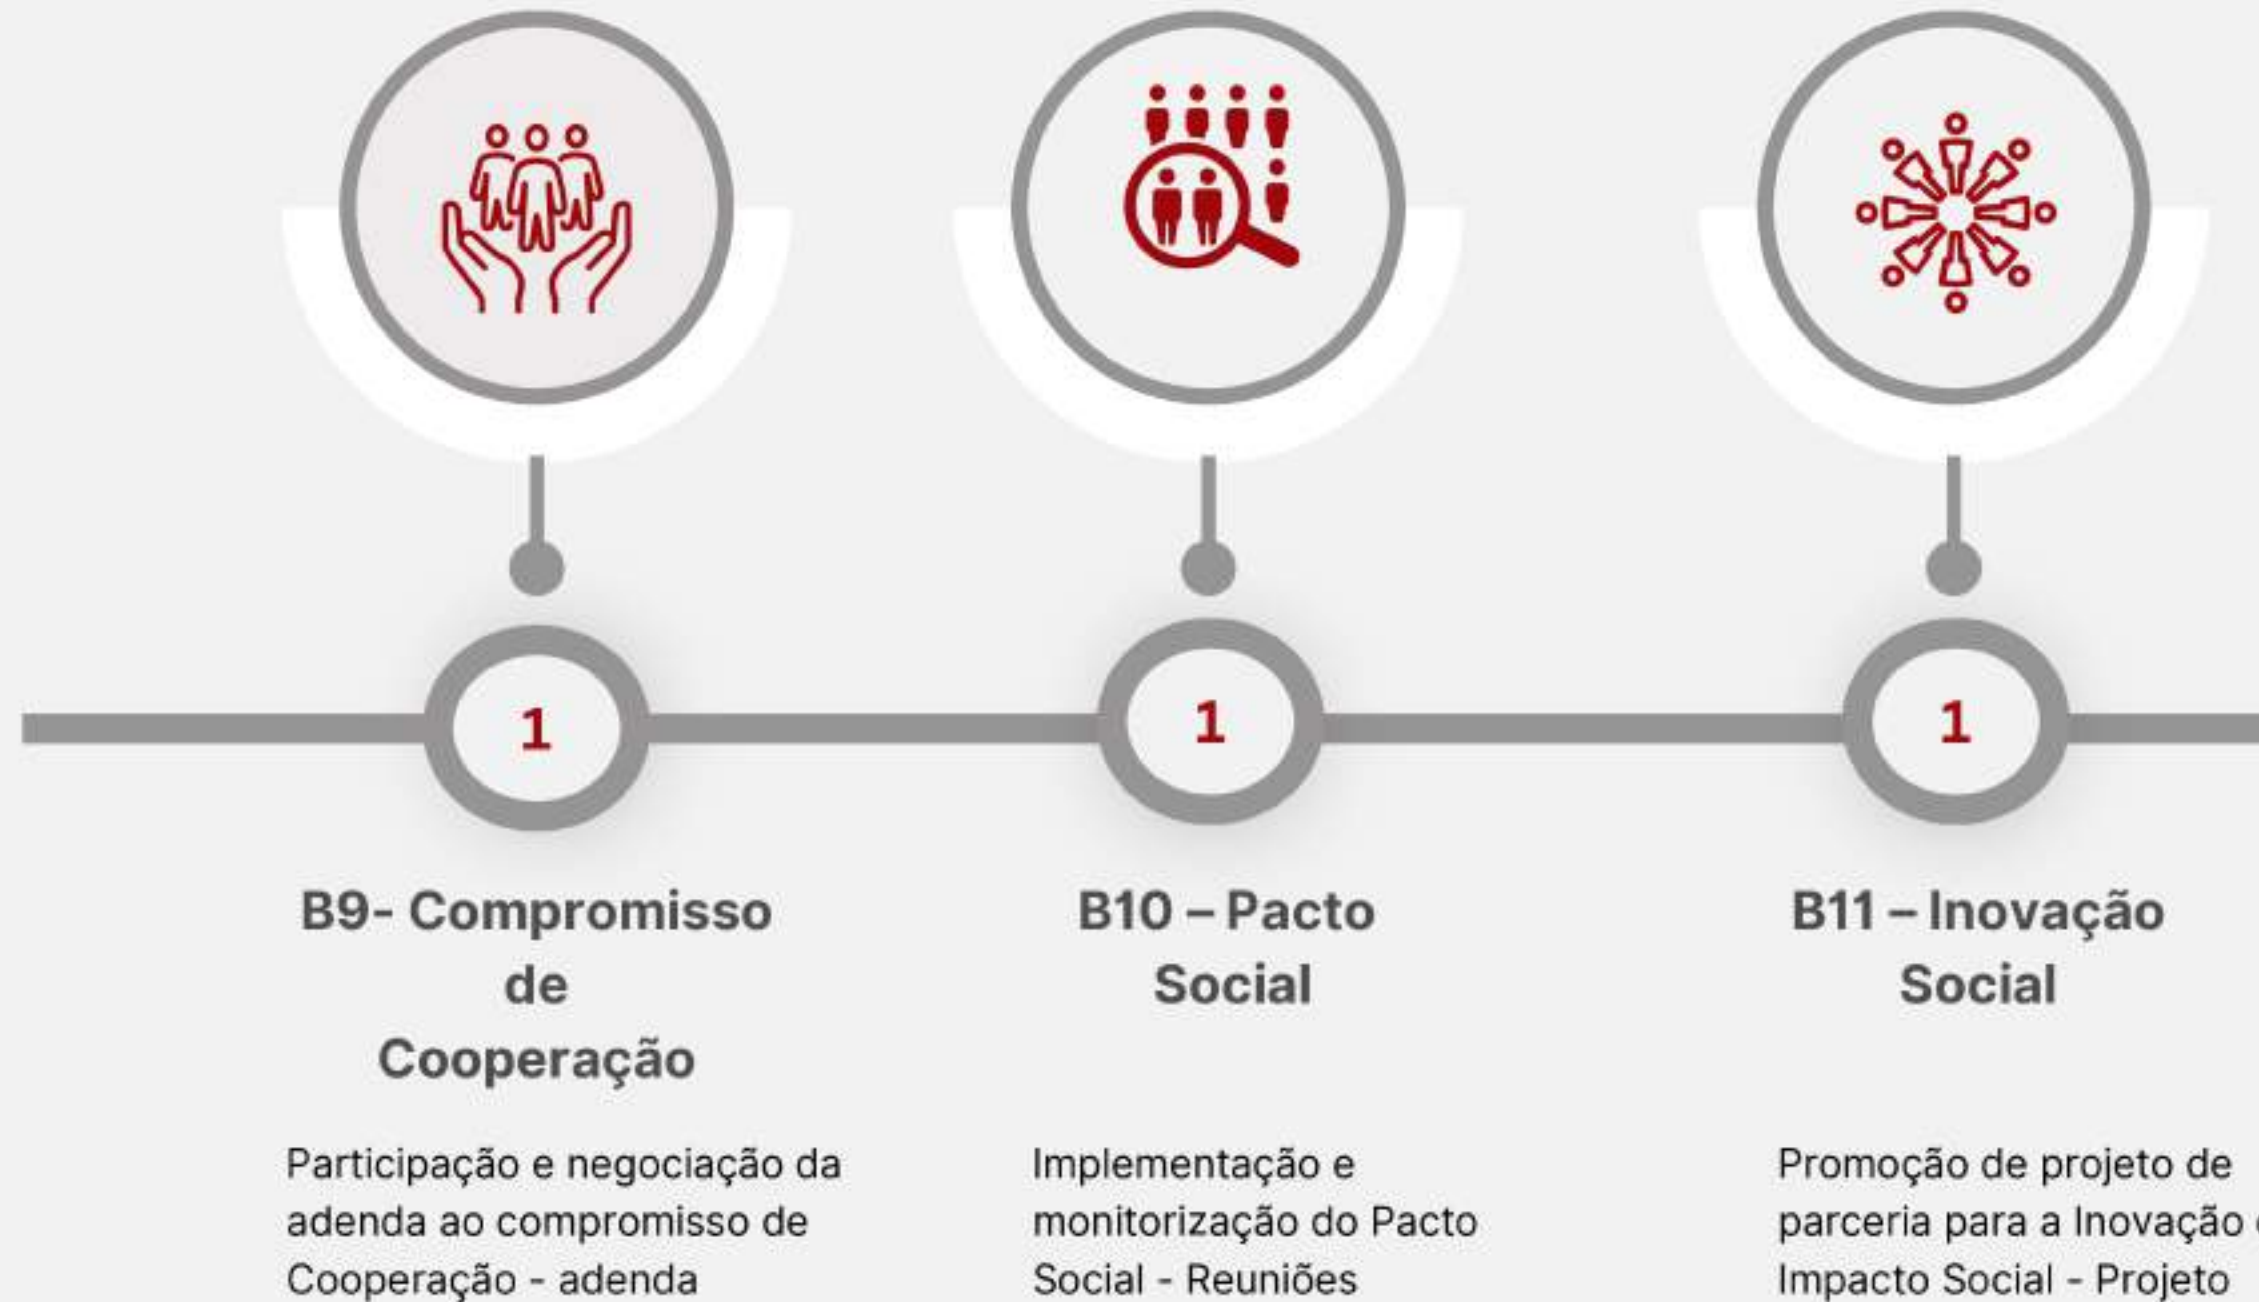 1
B9- Compromisso
de
Cooperação
Participação e negociação da
adenda ao compromisso de
Cooperação - adenda
1
B10 – Pacto
Social
Implementação e
monitorização do Pacto
Social - Reuniões
1
B11 – Inovação
Social
Promoção de projeto de
parceria para a Inovação
Impacto Social - Projeto